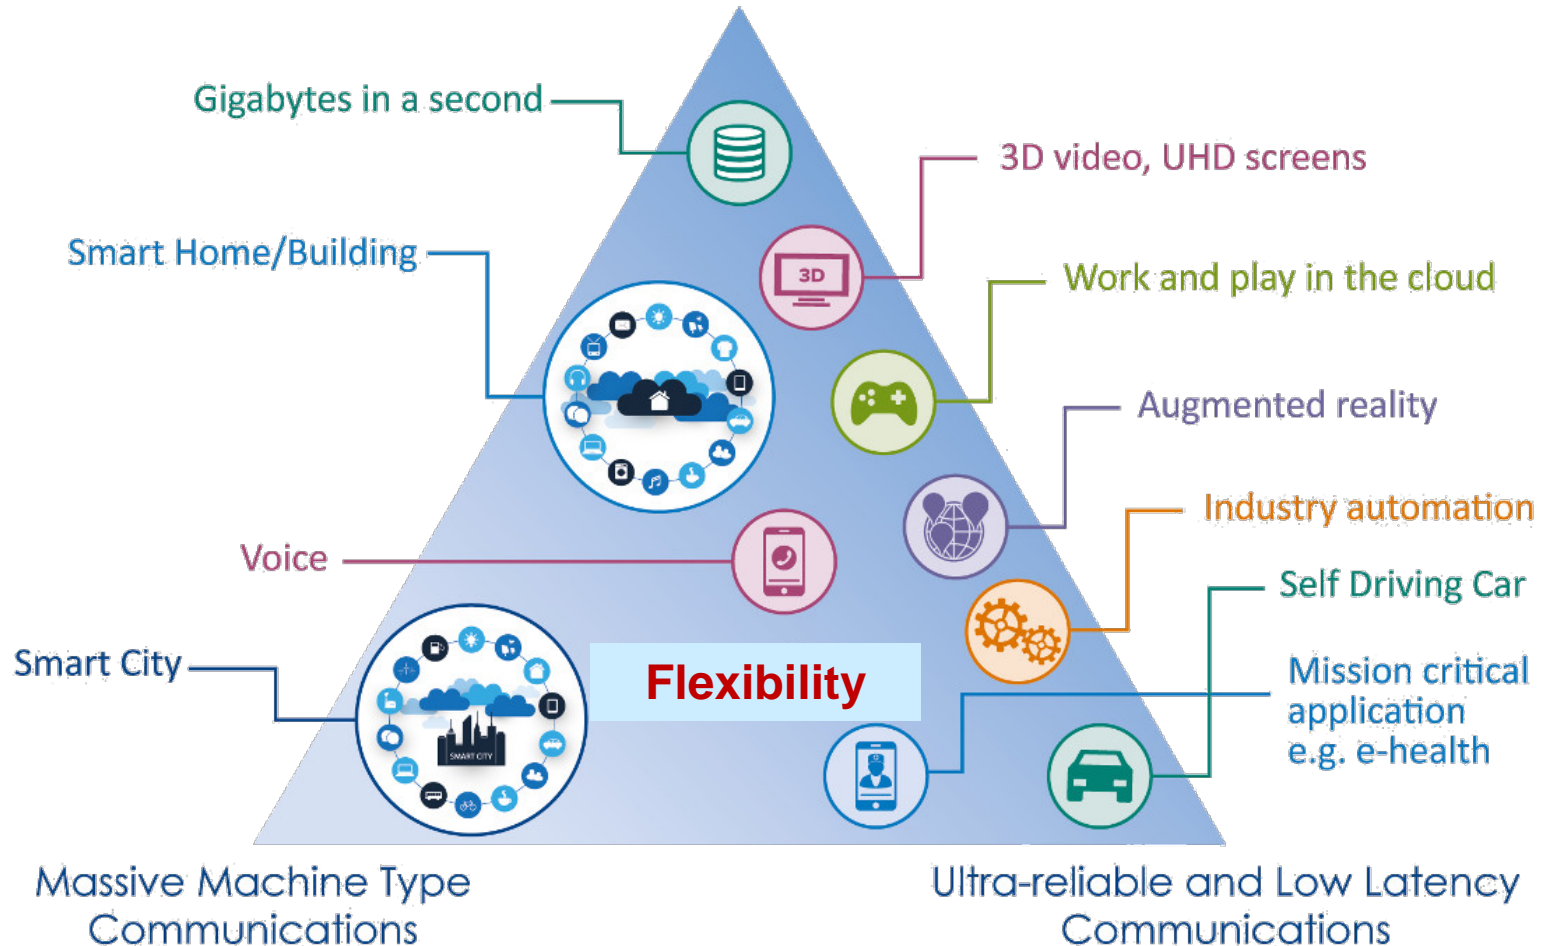 Gigabytes in a second
3D video, UHD screens
Smart Home/Building
3D
Work and play in the cloud
Augmented reality
Industry automation
Voice
Self Driving Car
Smart City
Flexibility
Mission critical
application
e.g. e-health
SMART CITY
Massive Machine Type
Communications
Ultra-reliable and Low Latency
Communications